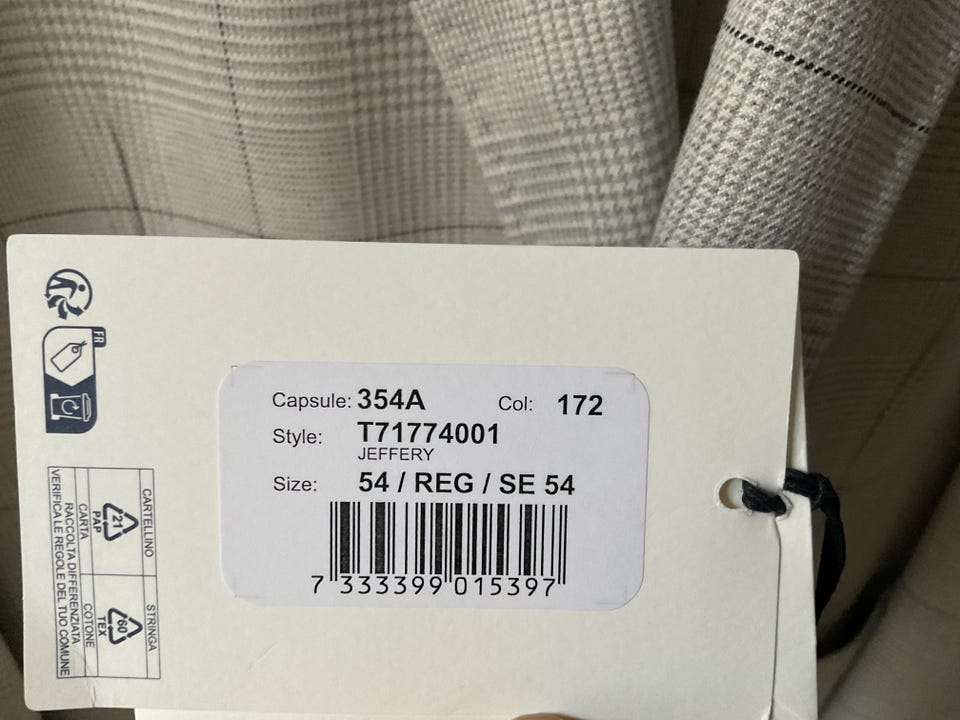 Capsule: 354A Col: 172
Style: T71774001
JEFFERY
Size: 54 / REG / SE 54
7 333399 015397
FR
CARTELLINO STRINGA
21 60
PAP TEX
CARTA COTONE
RACCOLTA DIFFERENZIATA
VERIFICA LE REGOLE DEL TUO COMUNE